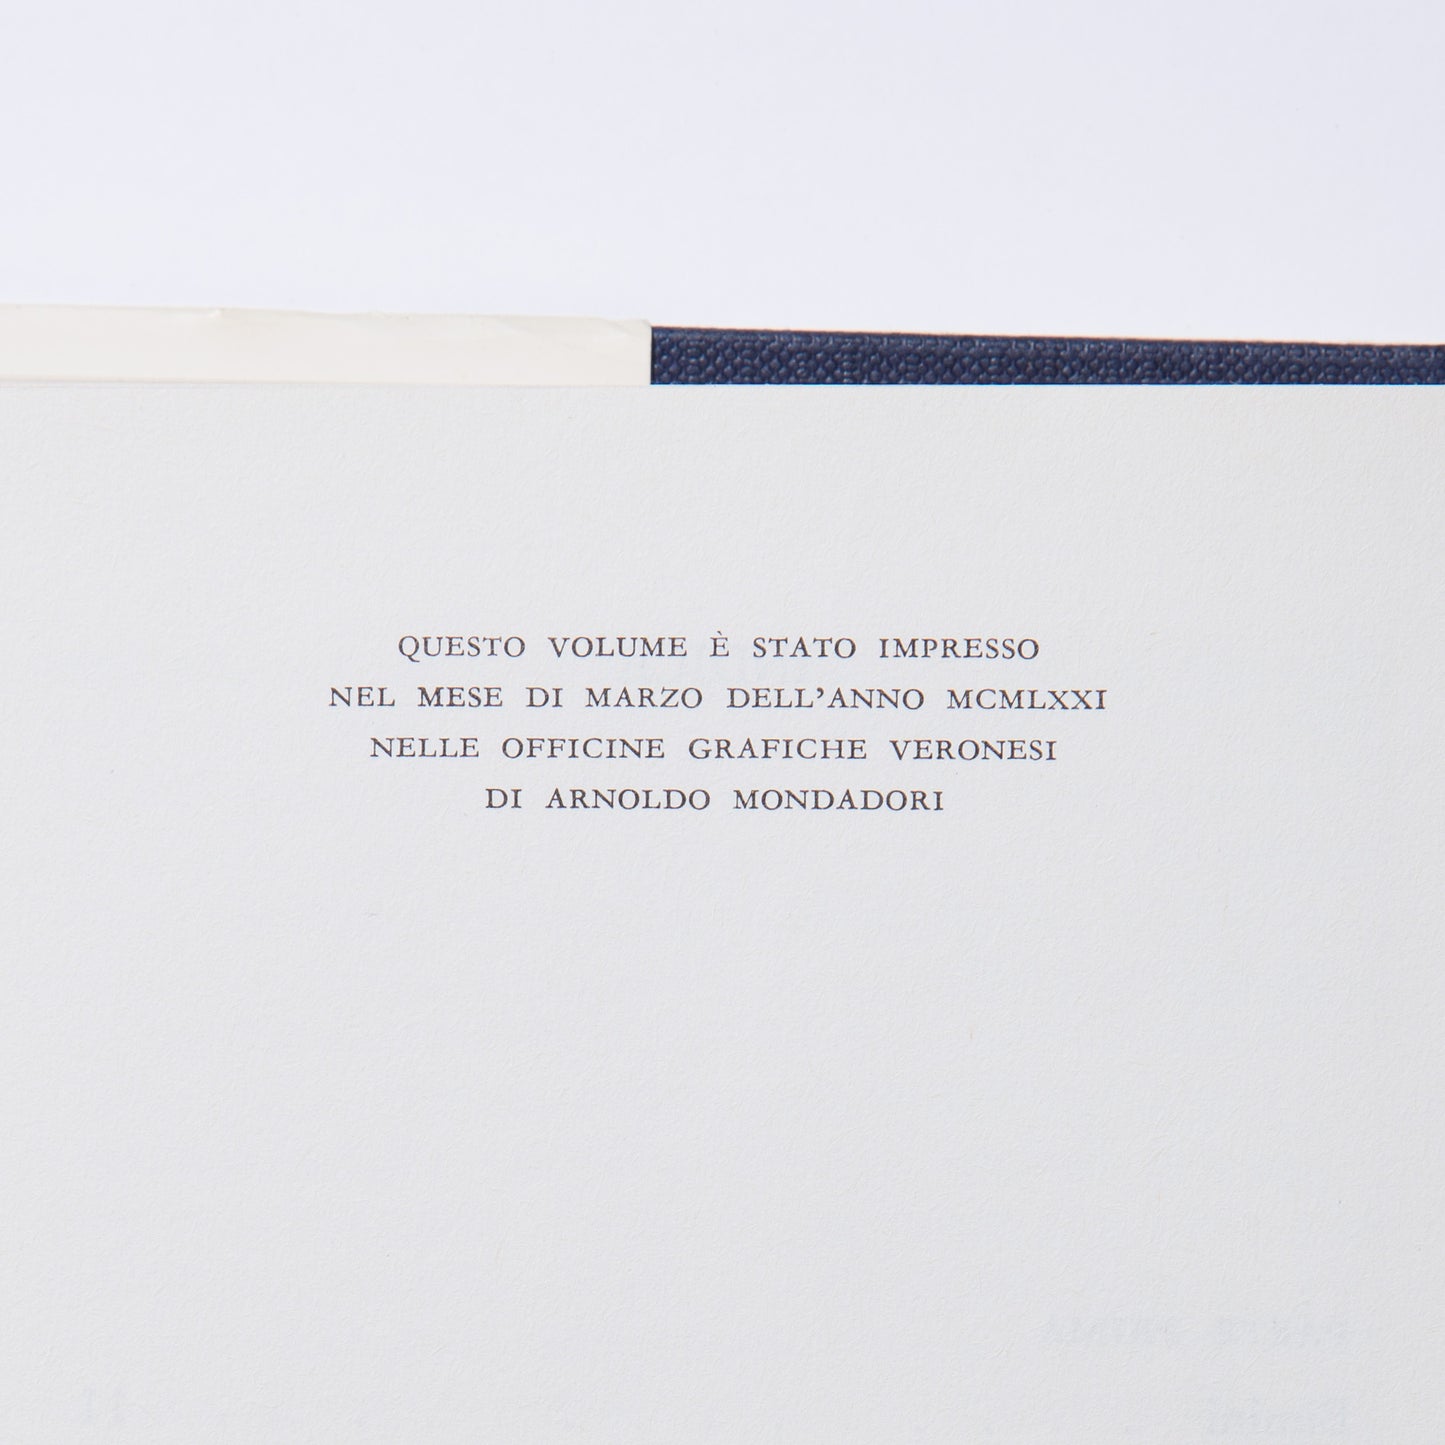 QUESTO VOLUME È STATO IMPRESSO
NEL MESE DI MARZO DELL’ANNO MCMLXXI
NELLE OFFICINE GRAFICHE VERONESI
DI ARNOLDO MONDADORI